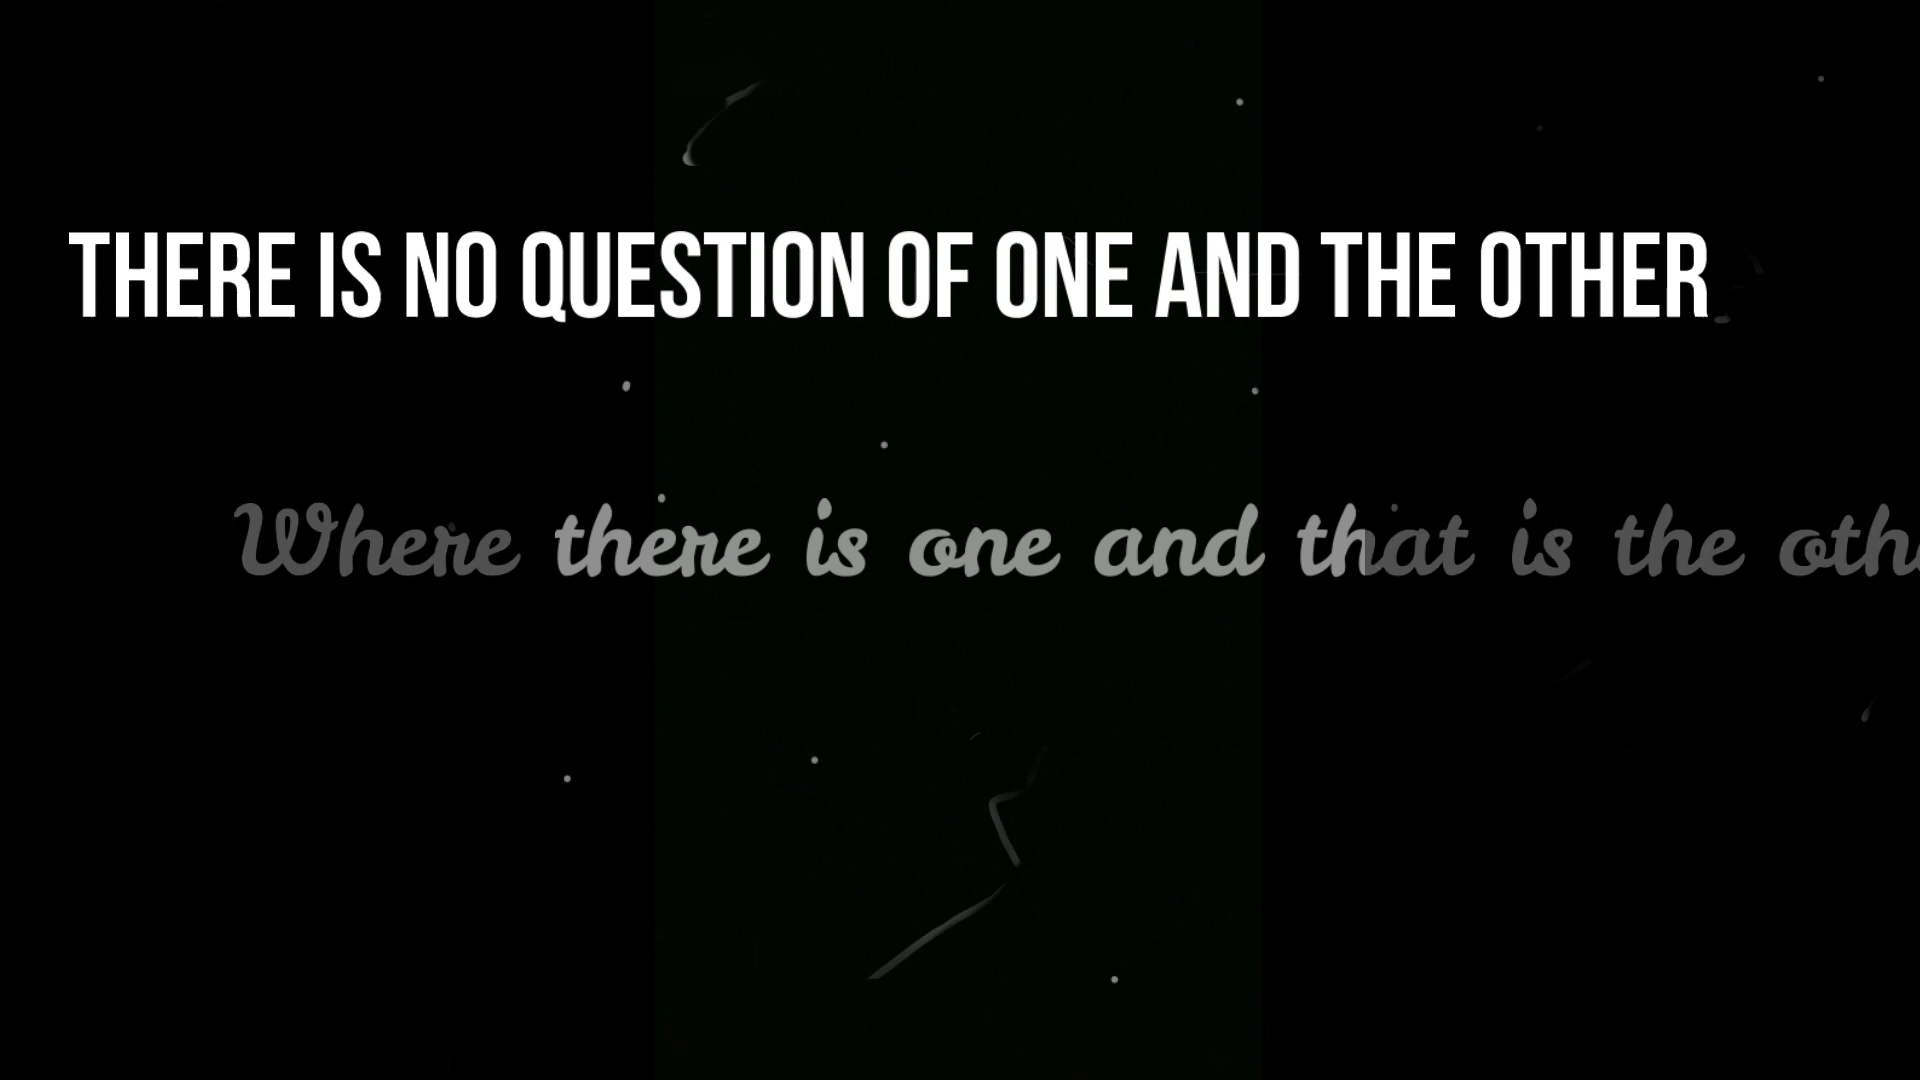 THERE IS NO QUESTION OF ONE AND THE OTHER
Where there is one and that is the